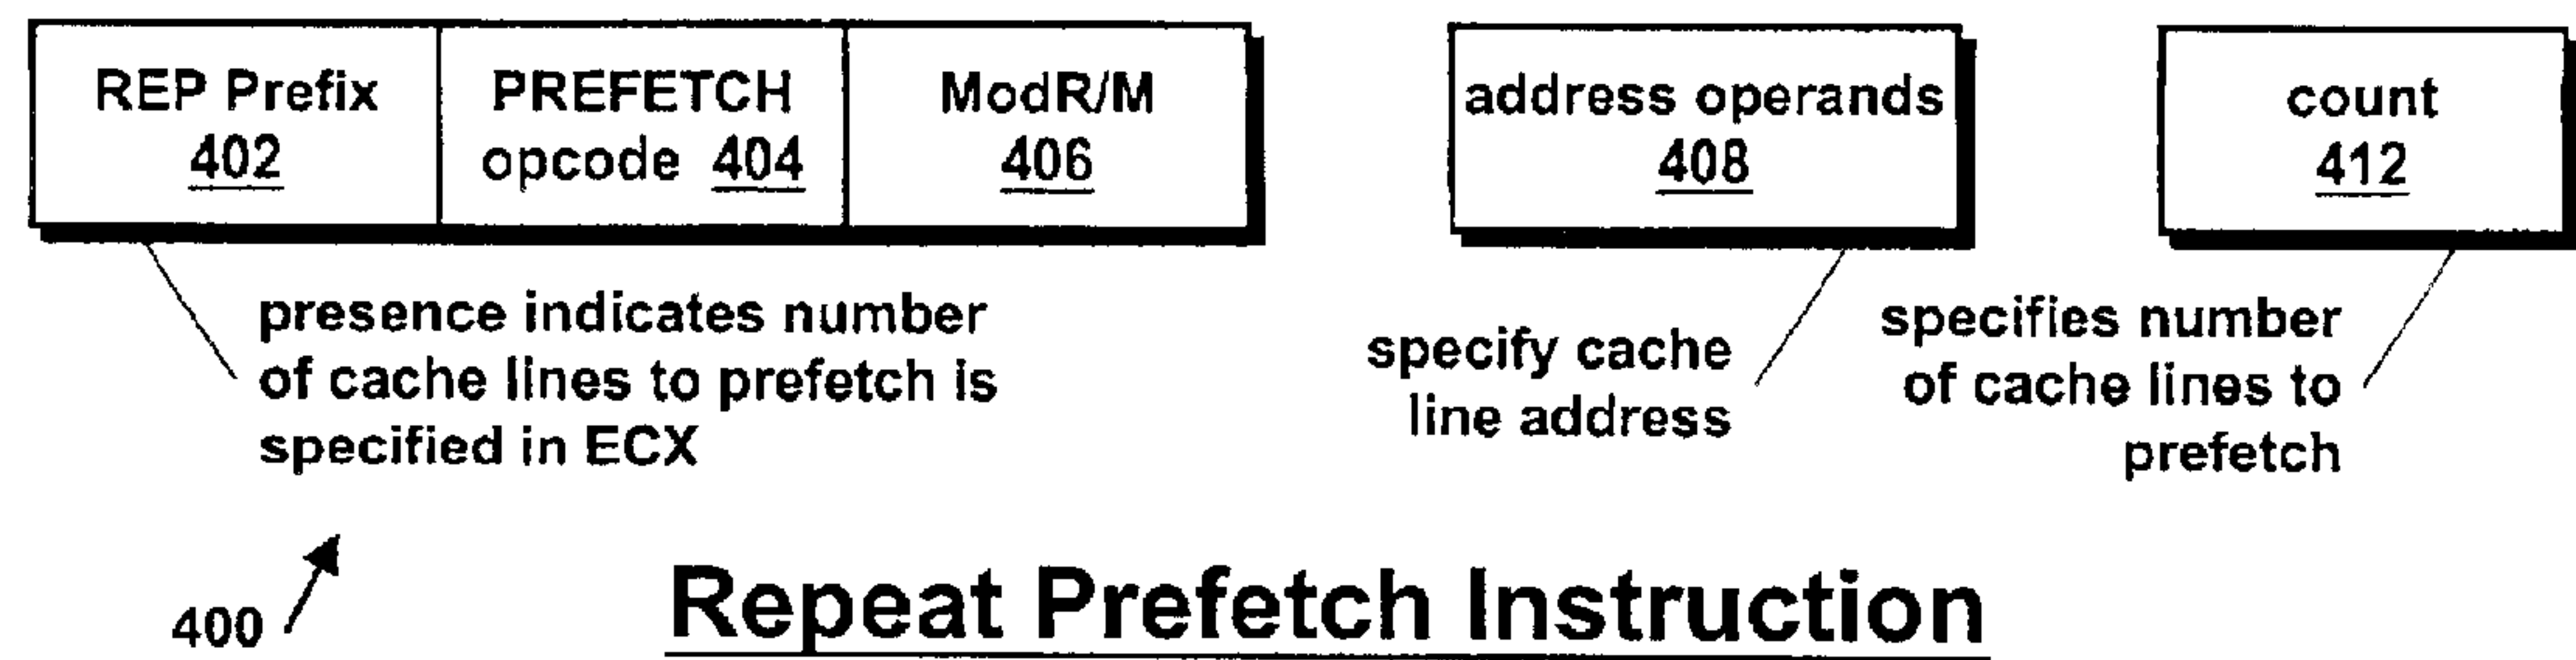 REP Prefix
402
PREFETCH
opcode 404
ModR/M
406
address operands
408
count
412
presence indicates number
of cache lines to prefetch is
specified in ECX
specify cache
line address
specifies number
of cache lines to
prefetch
400
Repeat Prefetch Instruction